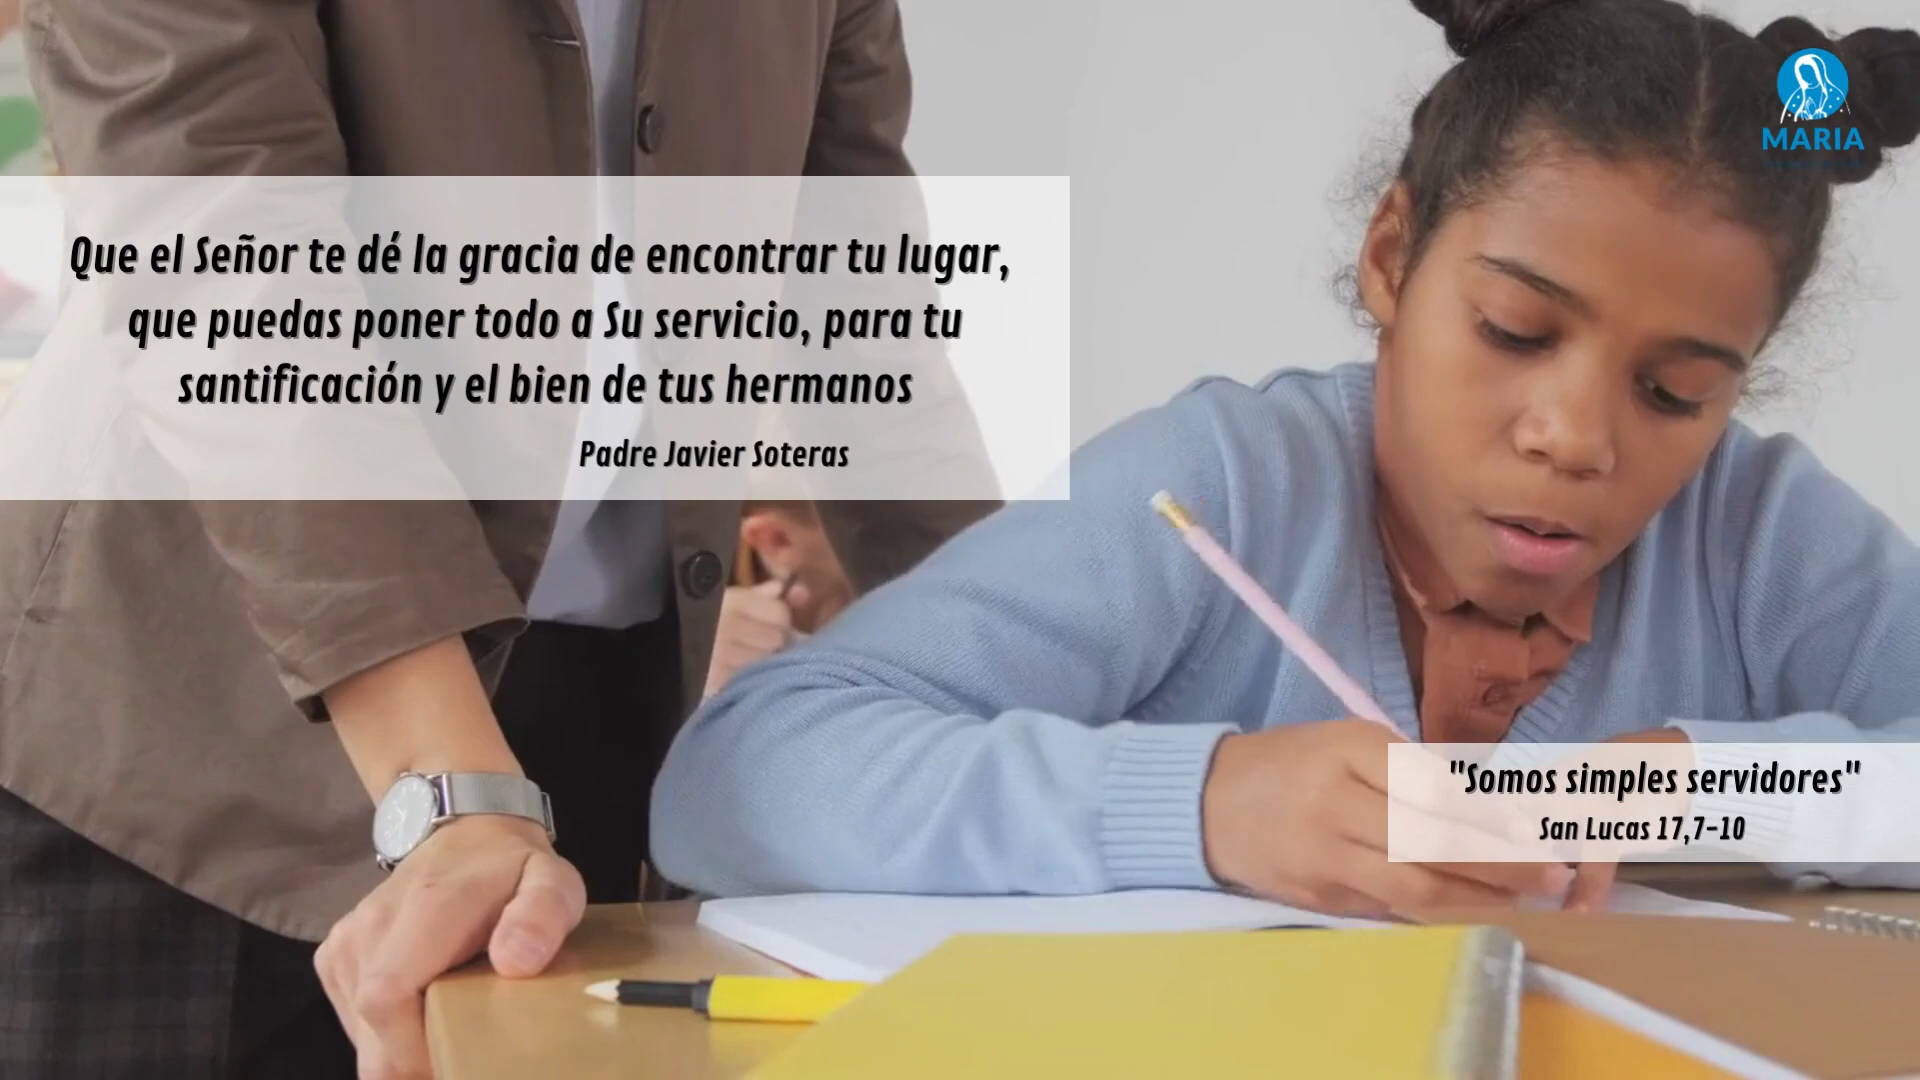 MARIA
Que el Señor te dé la gracia de encontrar tu lugar,
que puedas poner todo a Su servicio, para tu
santificación y el bien de tus hermanos
Padre Javier Soteras
"Somos simples servidores"
San Lucas 17,7-10